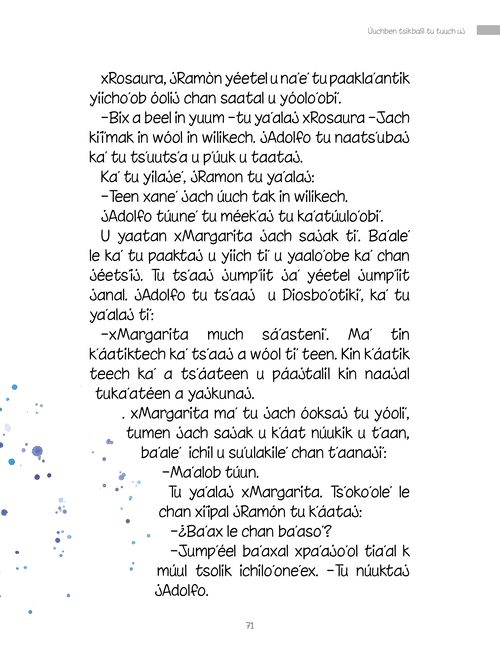 Úuchben tsikbalil tu tuuch uj
xRosaura, jRamòn yéetel u na'e' tu paakla'antik
yiicho'ob óolij chan saatal u yóolo'obi'.
–Bix a beel in yuum –tu ya'alaj xRosaura –Jach
kíi'mak in wóol in wilikech. jAdolfo tu naats'ubaj
ka' tu ts'uuts'a u p'úuk u taataj.
Ka' tu yilaje', jRamon tu ya'alaj:
–Teen xane' jach úuch tak in wilikech.
jAdolfo túune' tu méek'aj tu ka'atúulo'obi'.
U yaatan xMargarita jach sajak ti'. Ba'ale'
le ka' tu paaktaj u yiich ti' u yaalo'obe ka' chan
jéetsij. Tu ts'aaj jump'iit ja' yéetel jump'iit
janal. jAdolfo tu ts'aaj u Diosbo'otiki', ka' tu
ya'alaj ti':
–xMargarita much sá'asteni'. Ma' tin
k'áatiktech ka' ts'aaj a wóol ti' teen. Kin k'áatik
teech ka' a ts'áateen u páajtalil kin naajal
tuka'atéen a yajkunaj.
. xMargarita ma' tu jach óoksaj tu yóoli',
tumen jach sajak u k'áat núukik u t'aan,
ba'ale' ichil u su'ulakile' chan t'aanaji':
–Ma'alob túun.
Tu ya'alaj xMargarita. Ts'oko'ole' le
chan xiipal jRamón tu k'áataj:
–¿Ba'ax le chan ba'aso'?
–Jump'éel ba'axal xpa'aso'ol tia'al k
múul tsolik ichilo'one'ex. –Tu núuktaj
jAdolfo.
71